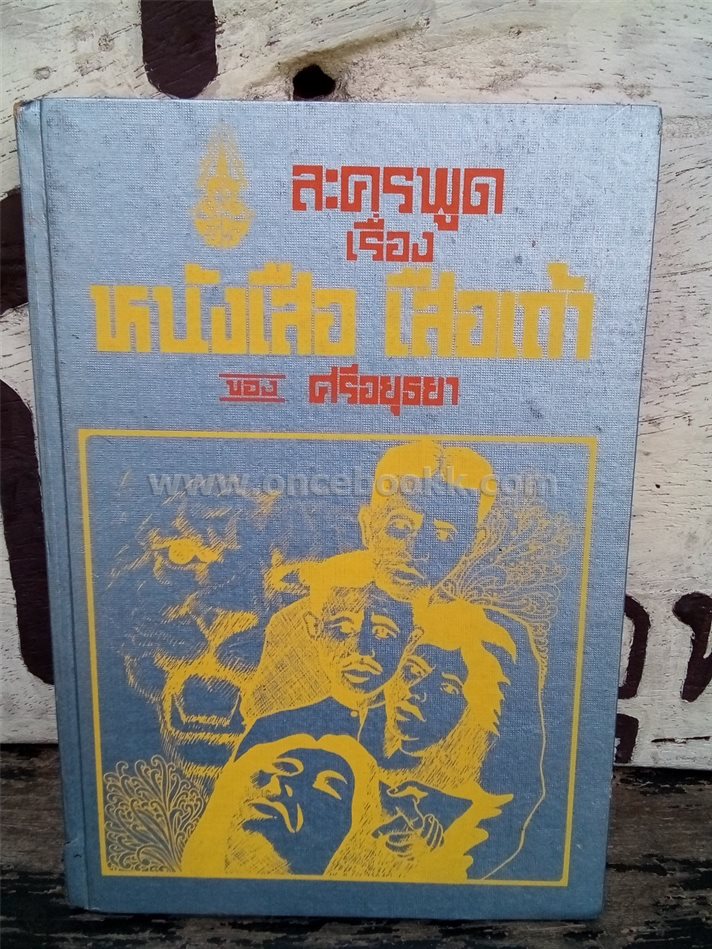 ละครพูด
เรื่อง
หนังเสือ เสือเถ้า
ของ ศรีอยุธยา
www.oncebookk.com